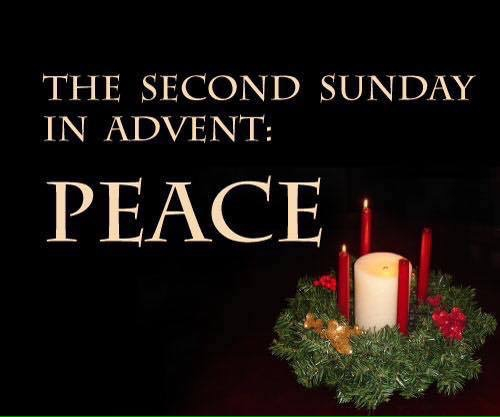 THE SECOND SUNDAY
IN ADVENT:
PEACE